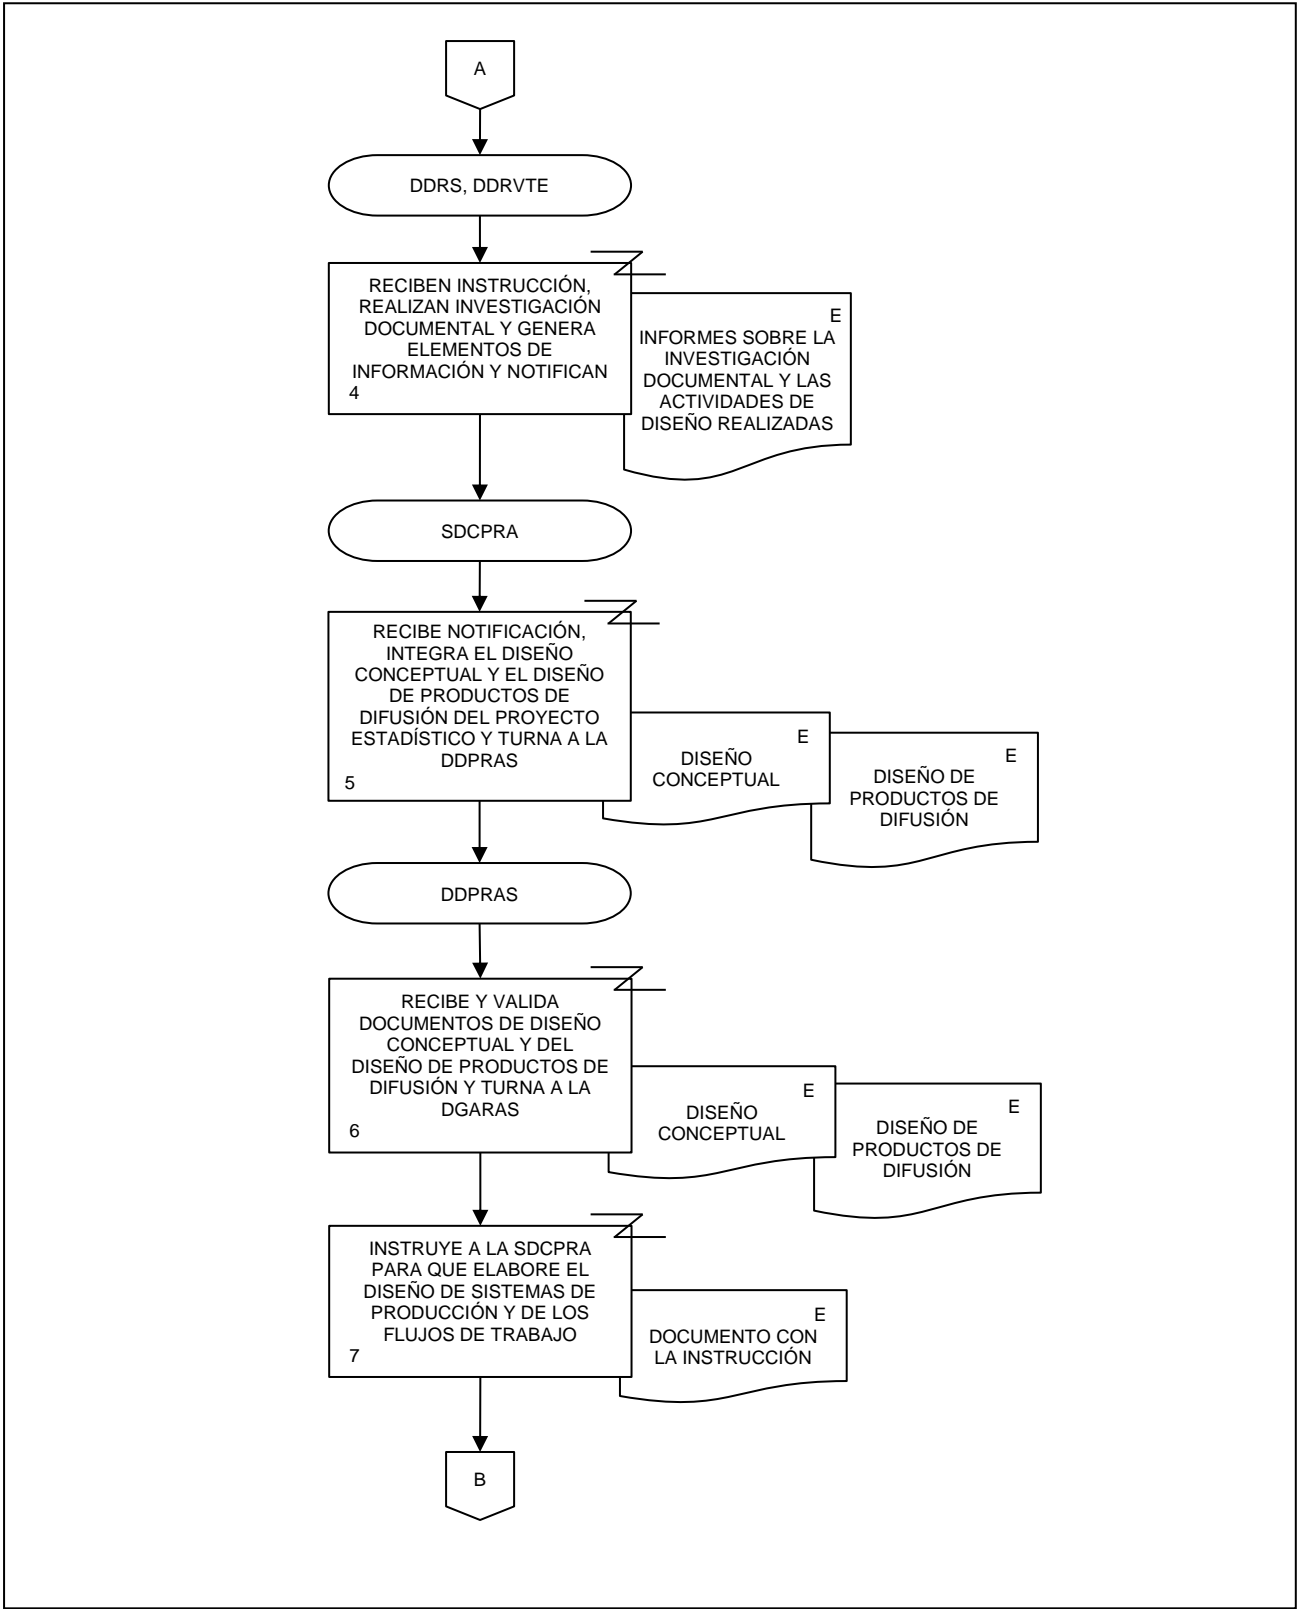 A
DDRS, DDRVTE
RECIBEN INSTRUCCIÓN,
REALIZAN INVESTIGACIÓN
DOCUMENTAL Y GENERA
ELEMENTOS DE
INFORMACIÓN Y NOTIFICAN
4
E
INFORMES SOBRE LA
INVESTIGACIÓN
DOCUMENTAL Y LAS
ACTIVIDADES DE
DISEÑO REALIZADAS
SDCPRA
RECIBE NOTIFICACIÓN,
INTEGRA EL DISEÑO
CONCEPTUAL Y EL DISEÑO
DE PRODUCTOS DE
DIFUSIÓN DEL PROYECTO
ESTADÍSTICO Y TURNA A LA
DDPRAS
5
E
DISEÑO
CONCEPTUAL
E
DISEÑO DE
PRODUCTOS DE
DIFUSIÓN
DDPRAS
RECIBE Y VALIDA
DOCUMENTOS DE DISEÑO
CONCEPTUAL Y DEL
DISEÑO DE PRODUCTOS DE
DIFUSIÓN Y TURNA A LA
DGARAS
6
E
DISEÑO
CONCEPTUAL
E
DISEÑO DE
PRODUCTOS DE
DIFUSIÓN
INSTRUYE A LA SDCPRA
PARA QUE ELABORE EL
DISEÑO DE SISTEMAS DE
PRODUCCIÓN Y DE LOS
FLUJOS DE TRABAJO
7
E
DOCUMENTO CON
LA INSTRUCCIÓN
B